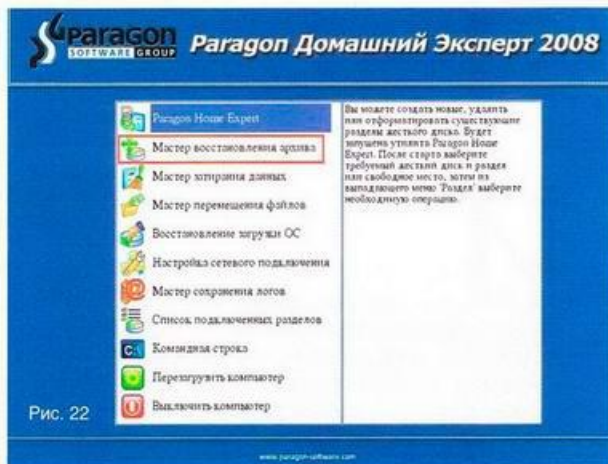 Paragon
SOFTWARE GROUP
Paragon Домашний Эксперт 2008
Paragon Home Expert
Мастер восстановления архива
Мастер затирания данных
Мастер перемещения файлов
Восстановление загрузки ОС
Настройка сетевого подключения
Мастер сохранения логов
Список подключенных разделов
Командная строка
Перезагрузить компьютер
Выключить компьютер
Вы можете создать новые, удалить
или отформатировать существующие
разделы жесткого диска. Будет
запущена утилита Paragon Home
Expert. После старта выберите
требуемый жесткий диск и раздел
или свободное место, затем из
выпадающего меню 'Раздел' выберите
необходимую операцию.
Рис. 22
www.paragon-software.com